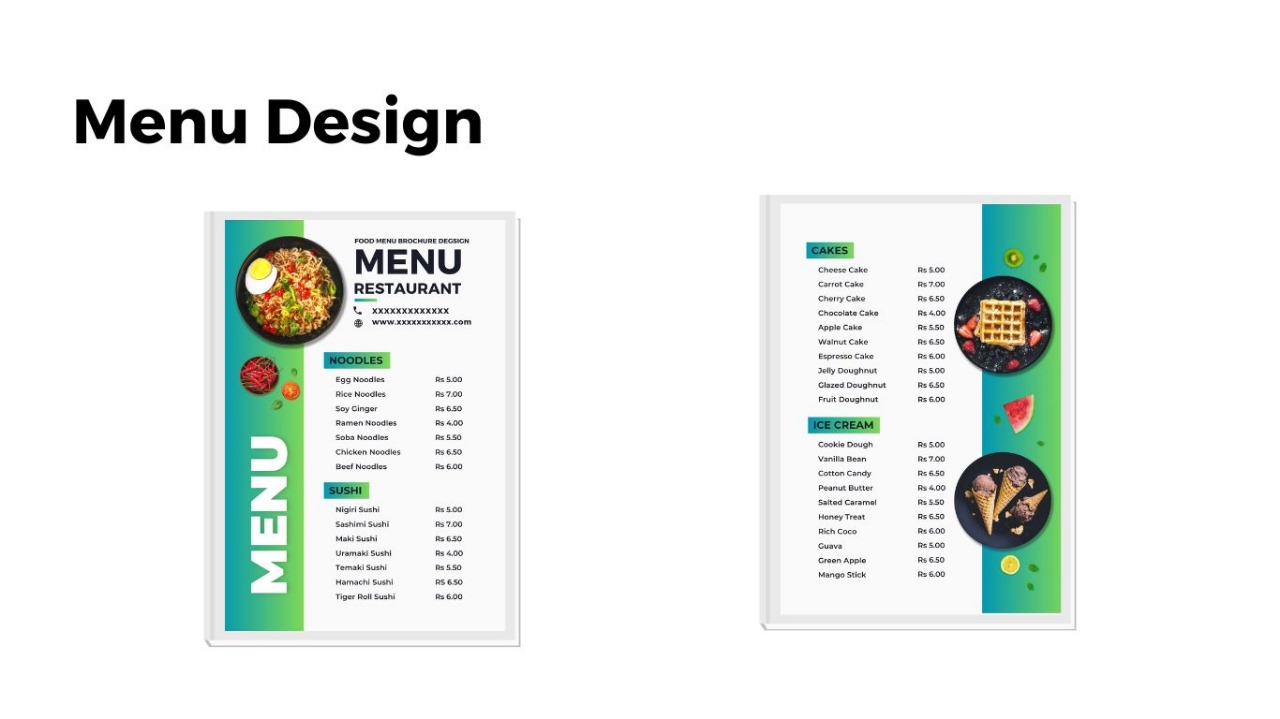 Menu Design
FOOD MENU BROCHURE DEGSIGN
MENU
RESTAURANT
XXXXXXXXXXXXX
www.xxxxxxxxxxx.com
NOODLES
Egg Noodles Rs 5.00
Rice Noodles Rs 7.00
Soy Ginger Rs 6.50
Ramen Noodles Rs 4.00
Soba Noodles Rs 5.50
Chicken Noodles Rs 6.50
Beef Noodles Rs 6.00
SUSHI
Nigiri Sushi Rs 5.00
Sashimi Sushi Rs 7.00
Maki Sushi Rs 6.50
Uramaki Sushi Rs 4.00
Temaki Sushi Rs 5.50
Hamachi Sushi RS 6.50
Tiger Roll Sushi Rs 6.00
MENU
CAKES
Cheese Cake Rs 5.00
Carrot Cake Rs 7.00
Cherry Cake Rs 6.50
Chocolate Cake Rs 4.00
Apple Cake Rs 5.50
Walnut Cake Rs 6.50
Espresso Cake Rs 6.00
Jelly Doughnut Rs 5.00
Glazed Doughnut Rs 6.50
Fruit Doughnut Rs 6.00
ICE CREAM
Cookie Dough Rs 5.00
Vanilla Bean Rs 7.00
Cotton Candy Rs 6.50
Peanut Butter Rs 4.00
Salted Caramel Rs 5.50
Honey Treat Rs 6.50
Rich Coco Rs 6.00
Guava Rs 5.00
Green Apple Rs 6.50
Mango Stick Rs 6.00